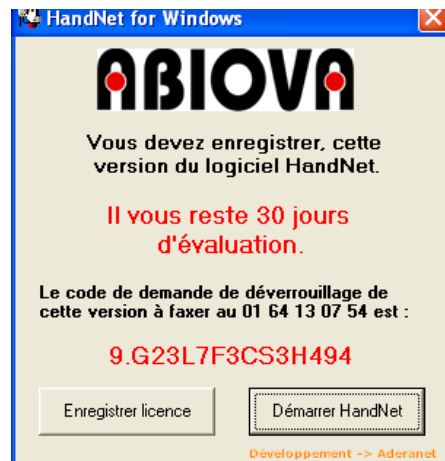 HandNet for Windows
ABIOVA
Vous devez enregistrer, cette
version du logiciel HandNet.
Il vous reste 30 jours
d'évaluation.
Le code de demande de déverrouillage de
cette version à faxer au 01 64 13 07 54 est :
9.G23L7F3CS3H494
Enregistrer licence
Démarrer HandNet
Développement -> Aderanet